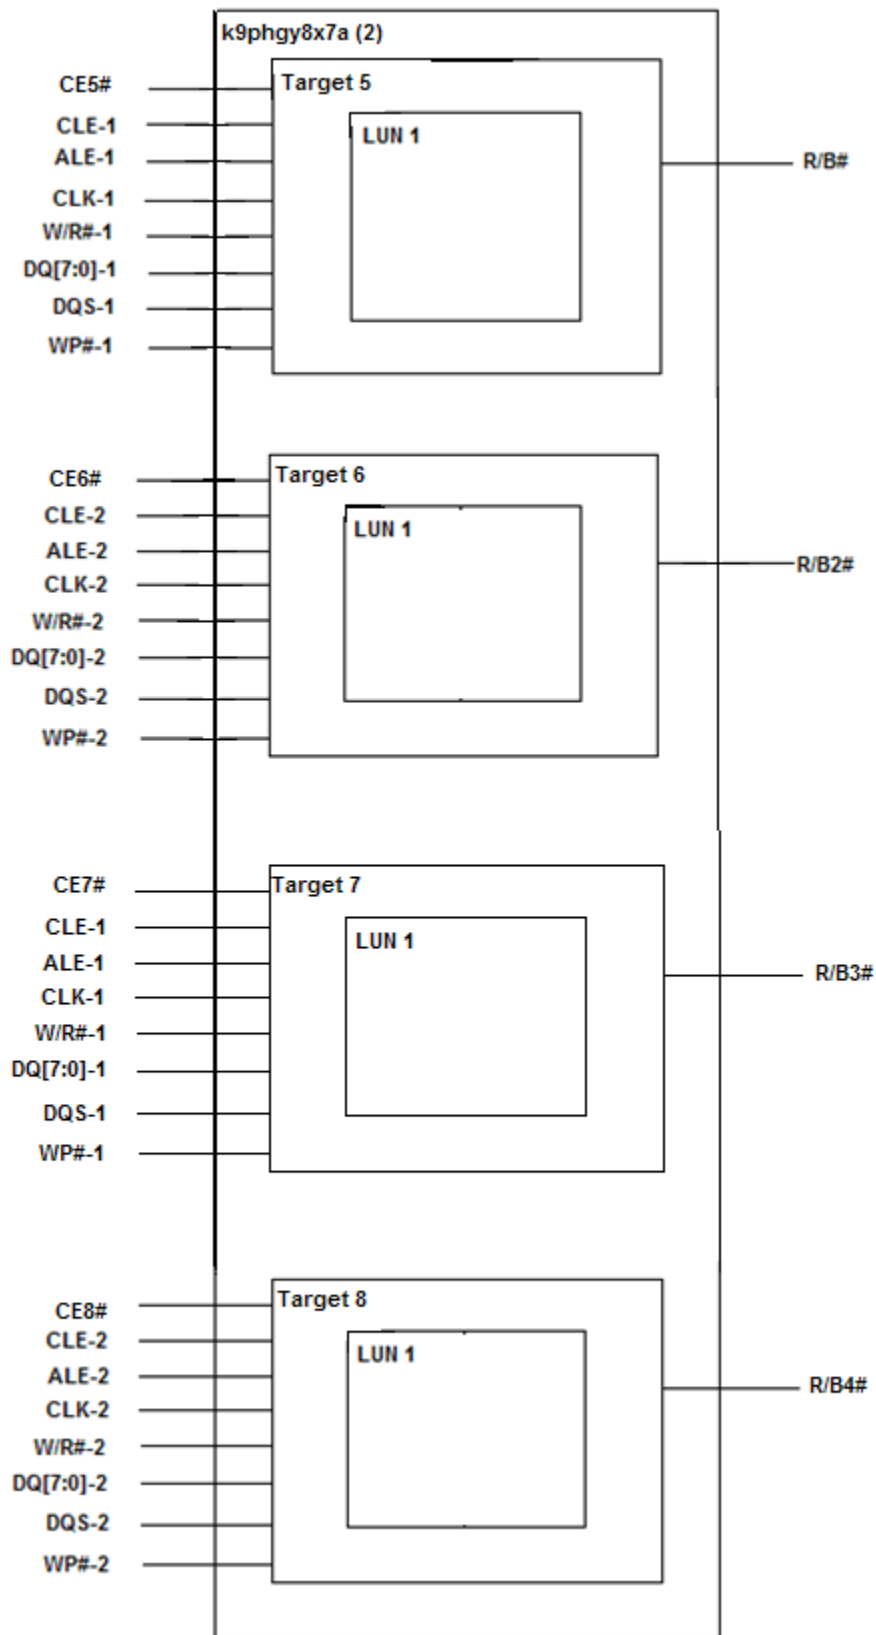 k9phgy8x7a (2)
CE5#
Target 5
CLE-1
LUN 1
ALE-1
R/B#
CLK-1
W/R#-1
DQ[7:0]-1
DQS-1
WP#-1
CE6#
Target 6
CLE-2
LUN 1
ALE-2
R/B2#
CLK-2
W/R#-2
DQ[7:0]-2
DQS-2
WP#-2
CE7#
Target 7
CLE-1
LUN 1
ALE-1
R/B3#
CLK-1
W/R#-1
DQ[7:0]-1
DQS-1
WP#-1
CE8#
Target 8
CLE-2
LUN 1
ALE-2
R/B4#
CLK-2
W/R#-2
DQ[7:0]-2
DQS-2
WP#-2